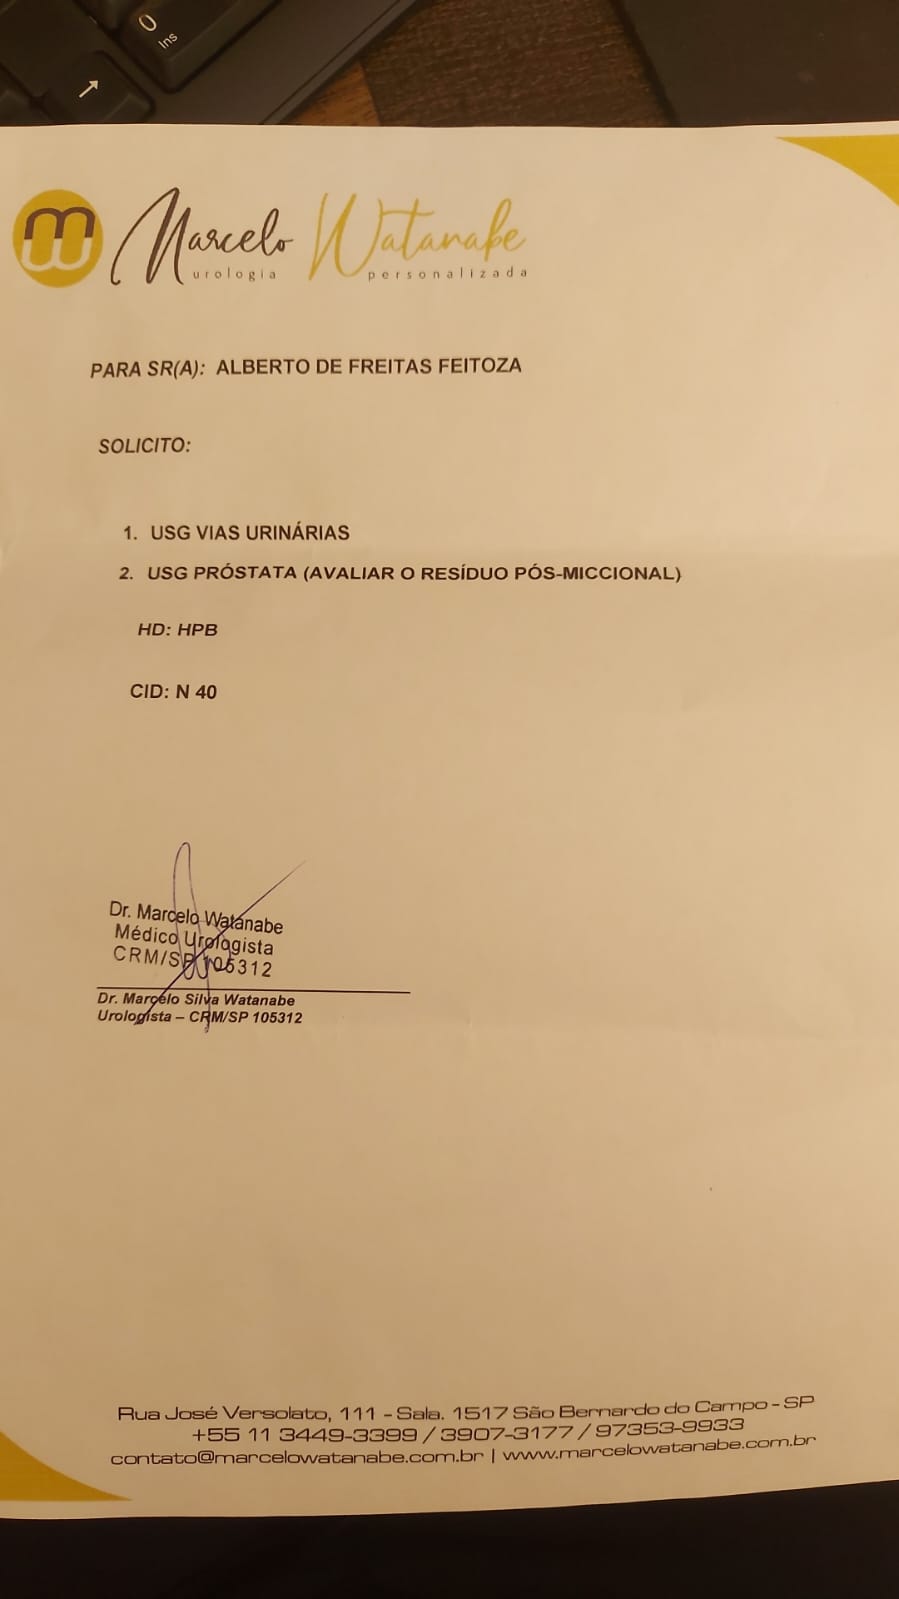 0
Ins
Marcelo Watanabe
urologia personalizada
PARA SR(A): ALBERTO DE FREITAS FEITOZA
SOLICITO:
1. USG VIAS URINÁRIAS
2. USG PRÓSTATA (AVALIAR O RESÍDUO PÓS-MICCIONAL)
HD: HPB
CID: N 40
Dr. Marcelo Watanabe
Médico Urologista
CRM/SP 105312
Dr. Marcelo Silva Watanabe
Urologista – CRM/SP 105312
Rua José Versolato, 111 - Sala. 1517 São Bernardo do Campo - SP
+55 11 3449-3399 / 3907-3177 / 97353-9933
contato@marcelowatanabe.com.br | www.marcelowatanabe.com.br